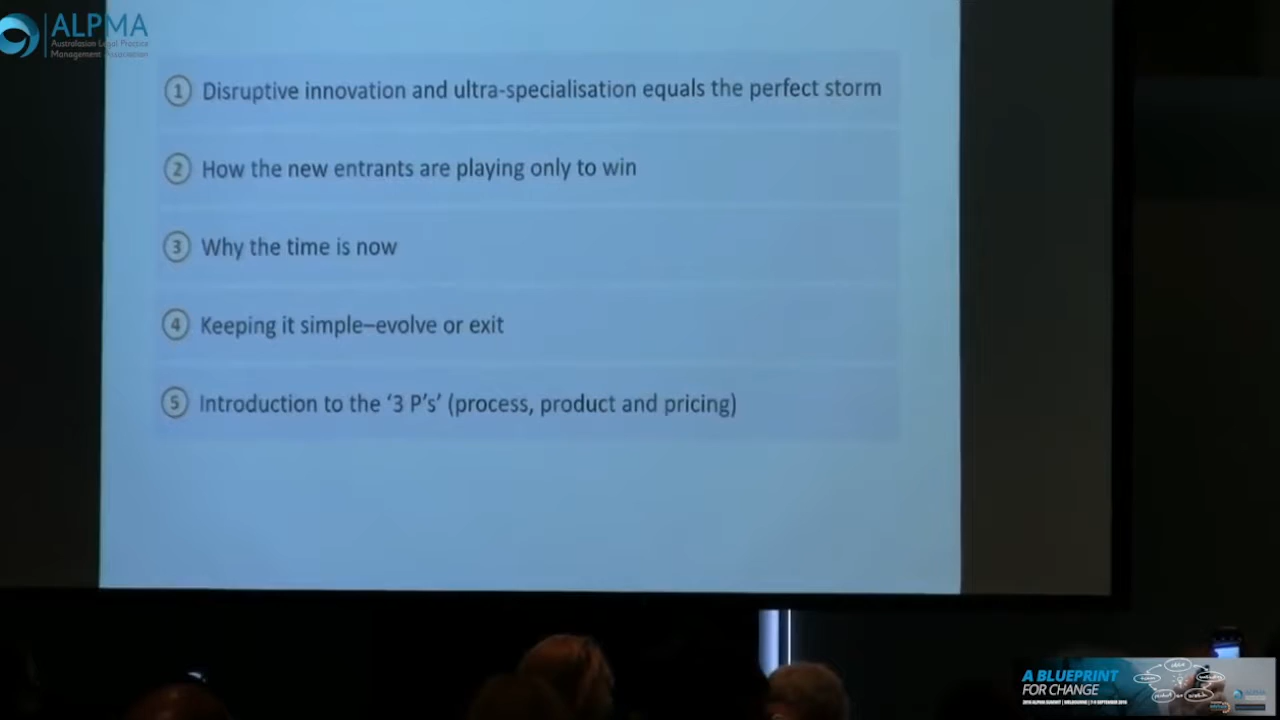 ALPMA
Australasian Legal Practice
Management Association
1 Disruptive innovation and ultra-specialisation equals the perfect storm
2 How the new entrants are playing only to win
3 Why the time is now
4 Keeping it simple–evolve or exit
5 Introduction to the ‘3 P’s’ (process, product and pricing)
A BLUEPRINT
FOR CHANGE